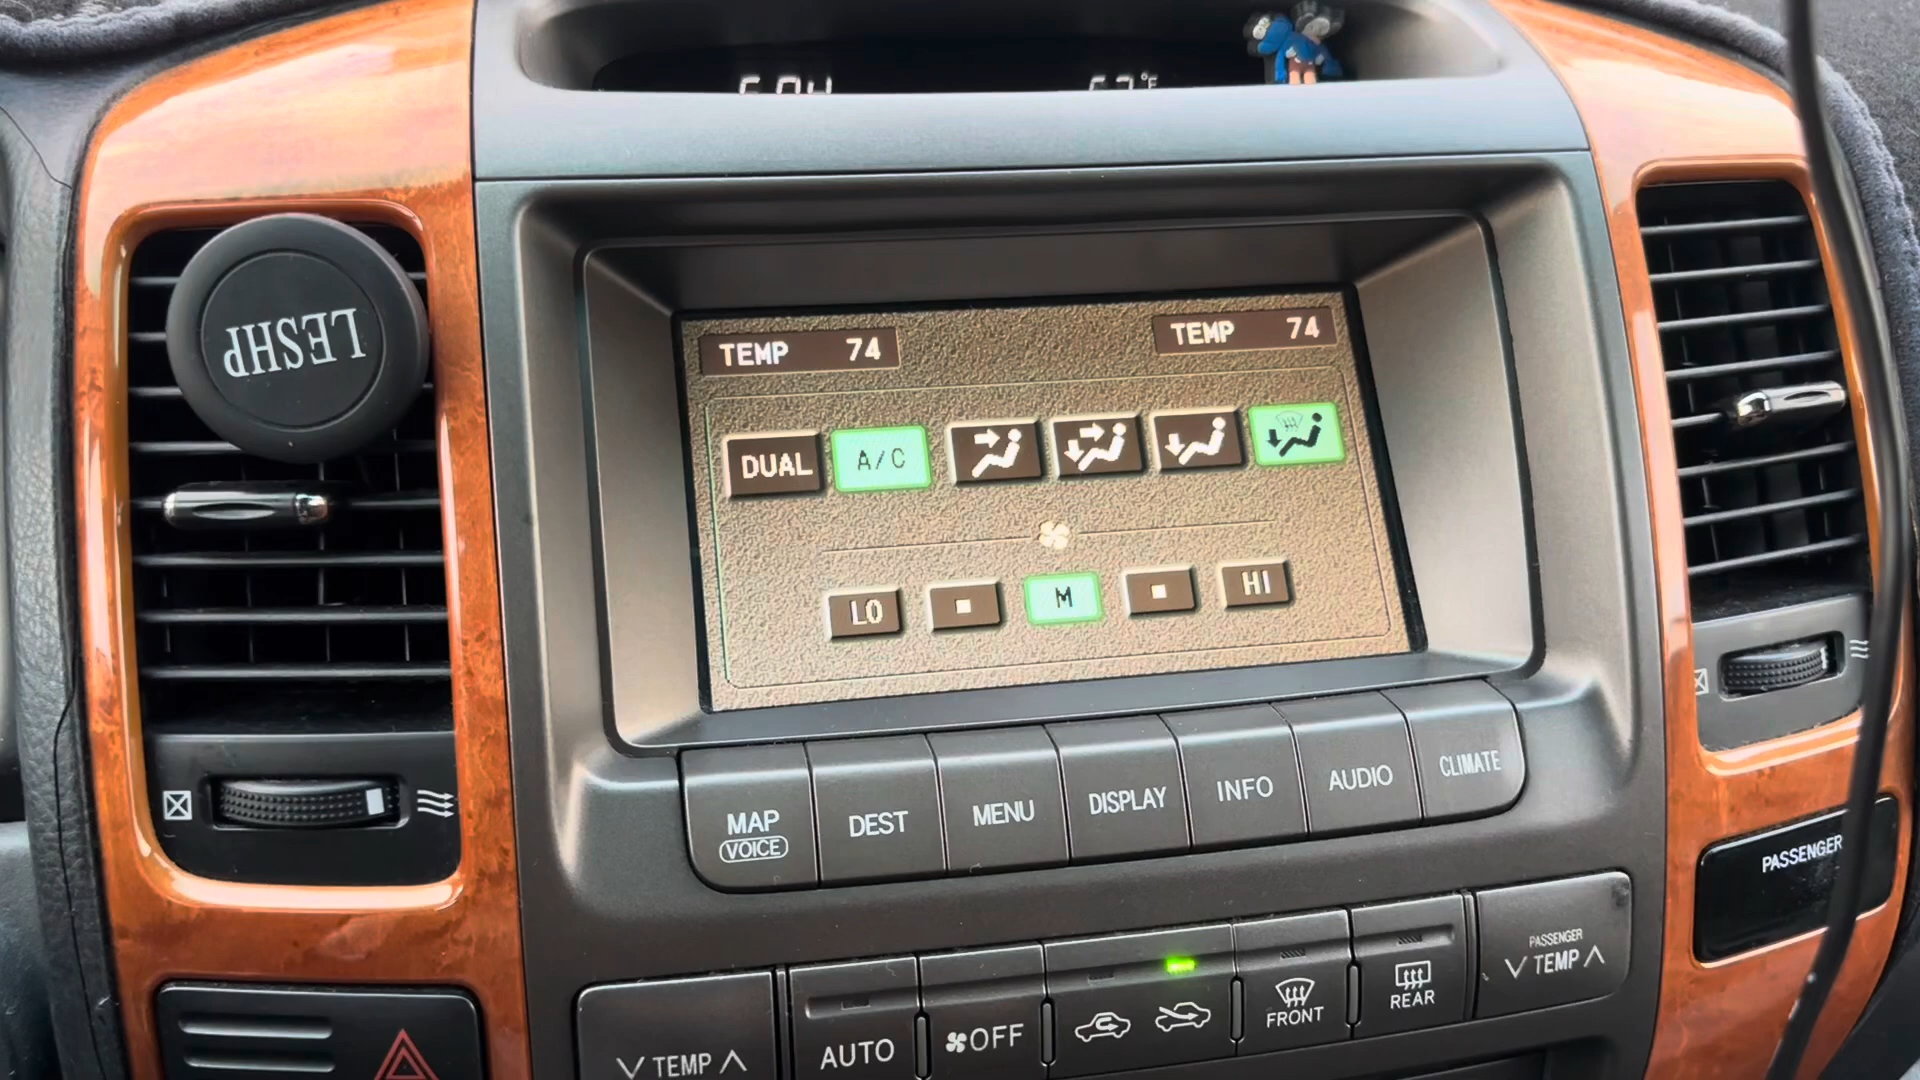 °F
LESHP
TEMP 74
TEMP 74
DUAL
A/C
LO
M
HI
MAP
VOICE
DEST
MENU
DISPLAY
INFO
AUDIO
CLIMATE
PASSENGER
PASSENGER
TEMP
TEMP
AUTO
OFF
FRONT
REAR